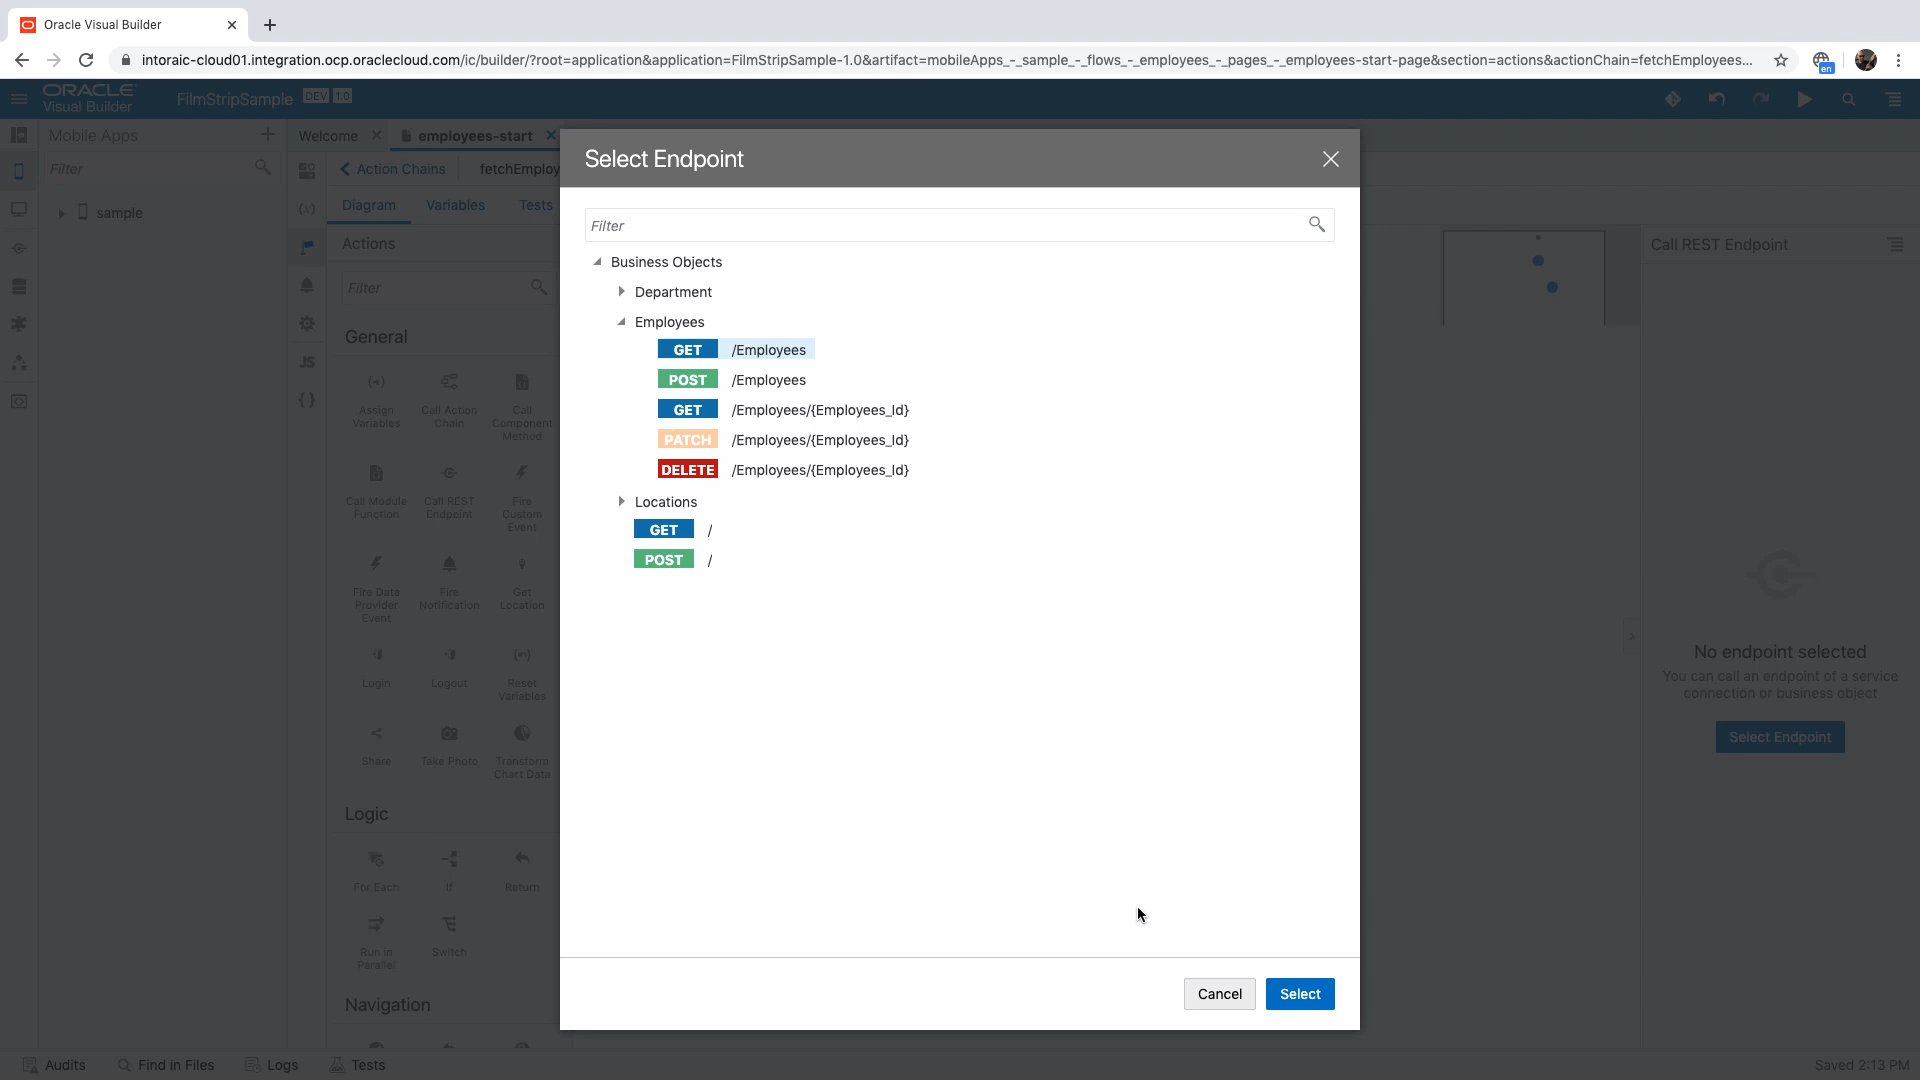 Oracle Visual Builder
intoraic-cloud01.integration.ocp.oraclecloud.com/ic/builder/?root=application&application=FilmStripSample-1.0&artifact=mobileApps_-_sample_-_flows_-_employees_-_pages_-_employees-start-page&section=actions&actionChain=fetchEmployees...
en
ORACLE
Visual Builder
FilmStripSample
DEV 1.0
Mobile Apps
Filter
sample
Welcome
employees-start
Action Chains
fetchEmploy
Diagram
Variables
Tests
Actions
Filter
General
Assign
Variables
Call Action
Chain
Call
Component
Method
Call Module
Function
Call REST
Endpoint
Fire
Custom
Event
Fire Data
Provider
Event
Fire
Notification
Get
Location
Login
Logout
Reset
Variables
Share
Take Photo
Transform
Chart Data
Logic
For Each
If
Return
Run in
Parallel
Switch
Navigation
JS
Select Endpoint
Filter
Business Objects
Department
Employees
GET /Employees
POST /Employees
GET /Employees/{Employees_Id}
PATCH /Employees/{Employees_Id}
DELETE /Employees/{Employees_Id}
Locations
GET /
POST /
Cancel
Select
Call REST Endpoint
No endpoint selected
You can call an endpoint of a service
connection or business object
Select Endpoint
Audits
Find in Files
Logs
Tests
Saved 2:13 PM